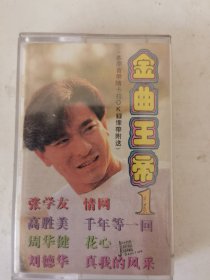 金曲王帝
1
张学友 情网
高胜美 千年等一回
周华健 花心
刘德华 真我的风采